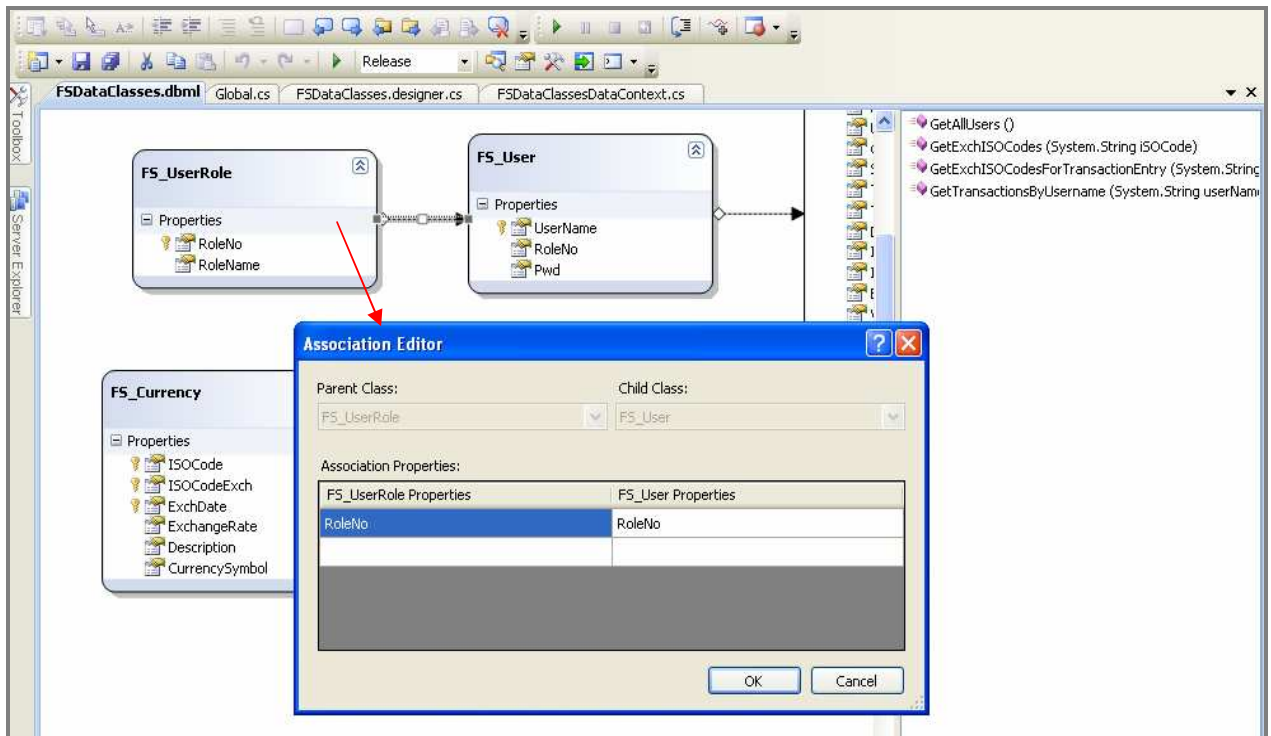 Release
FSDataClasses.dbml Global.cs FSDataClasses.designer.cs FSDataClassesDataContext.cs
Toolbox
Server Explorer
FS_UserRole
Properties
RoleNo
RoleName
FS_User
Properties
UserName
RoleNo
Pwd
GetAllUsers ()
GetExchISOCodes (System.String iSOCode)
GetExchISOCodesForTransactionEntry (System.String
GetTransactionsByUsername (System.String userNam
FS_Currency
Properties
ISOCode
ISOCodeExch
ExchDate
ExchangeRate
Description
CurrencySymbol
Association Editor
Parent Class: Child Class:
FS_UserRole FS_User
Association Properties:
FS_UserRole Properties FS_User Properties
RoleNo RoleNo
OK Cancel